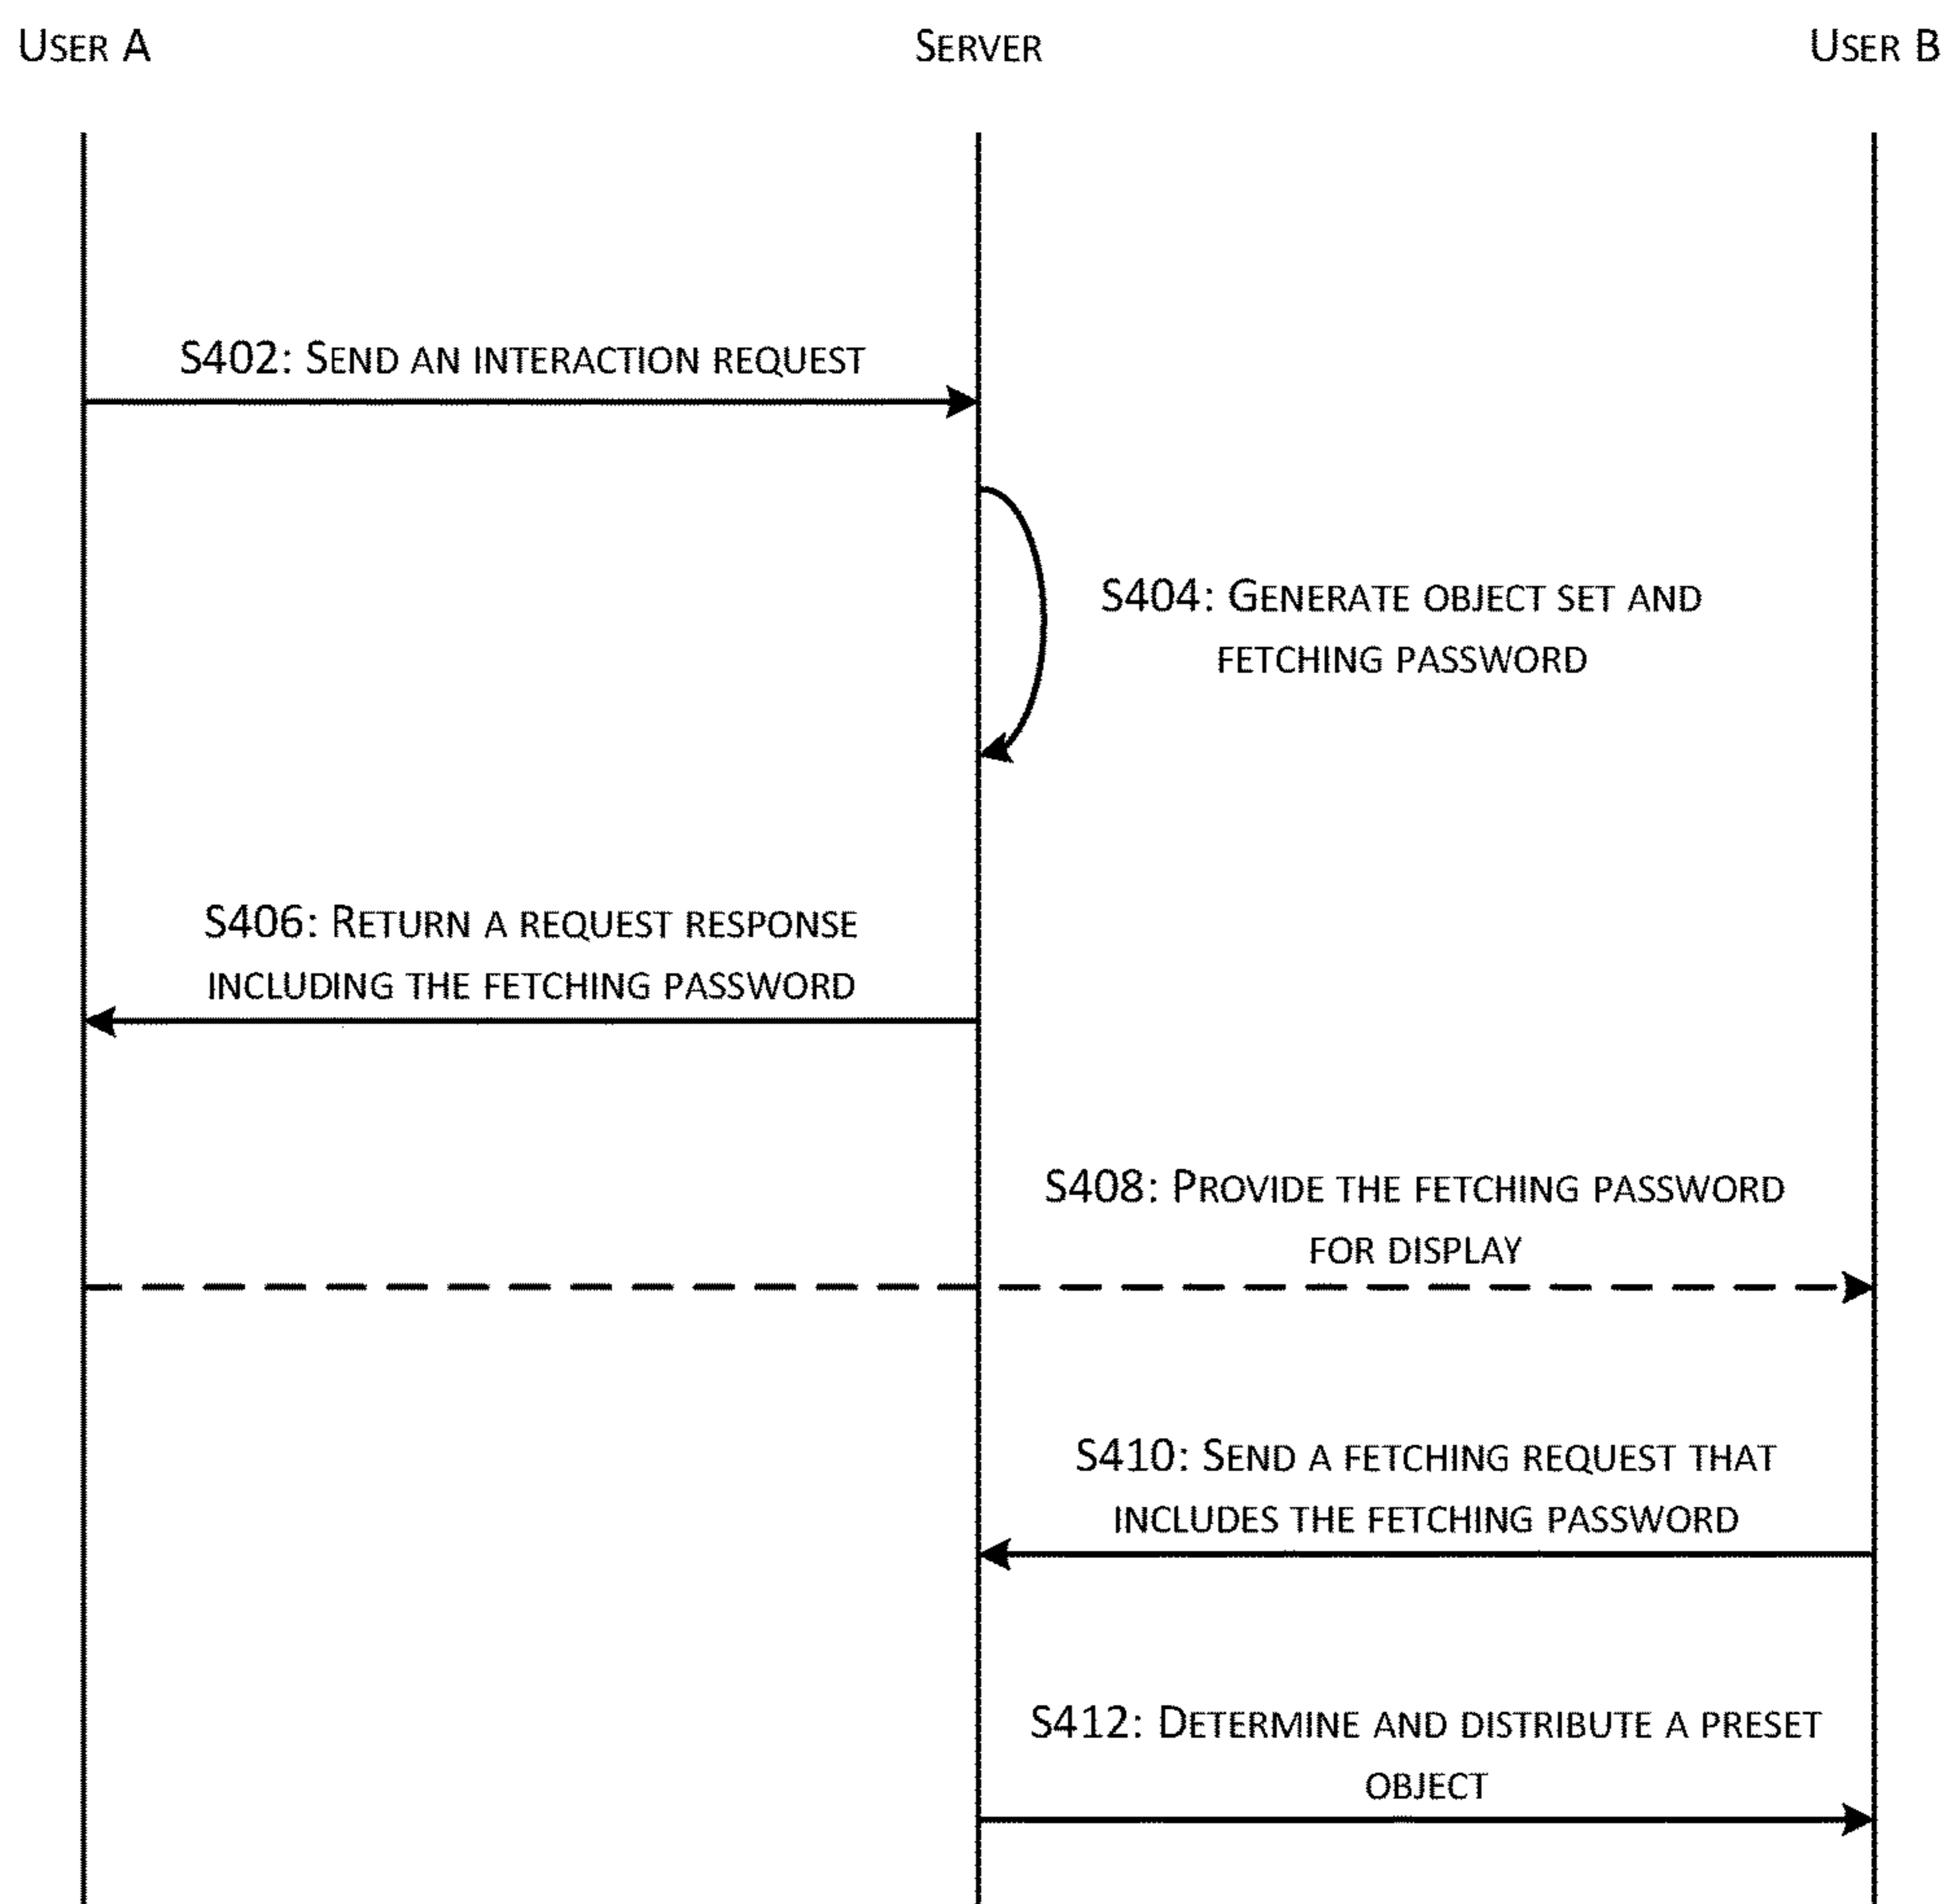 USER A
SERVER
USER B
S402: SEND AN INTERACTION REQUEST
S404: GENERATE OBJECT SET AND
FETCHING PASSWORD
S406: RETURN A REQUEST RESPONSE
INCLUDING THE FETCHING PASSWORD
S408: PROVIDE THE FETCHING PASSWORD
FOR DISPLAY
S410: SEND A FETCHING REQUEST THAT
INCLUDES THE FETCHING PASSWORD
S412: DETERMINE AND DISTRIBUTE A PRESET
OBJECT